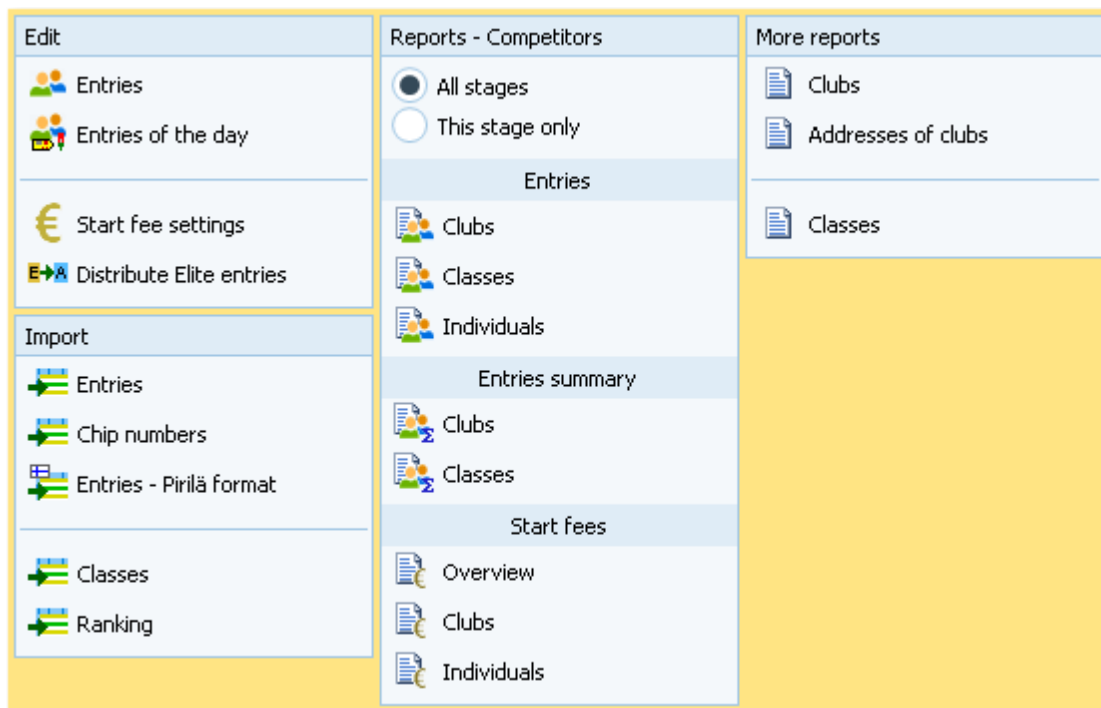 Edit
Entries
Entries of the day
€ Start fee settings
E A Distribute Elite entries
Import
Entries
Chip numbers
Entries - Pirilä format
Classes
Ranking
Reports - Competitors
All stages
This stage only
Entries
Clubs
Classes
Individuals
Entries summary
Σ Clubs
Σ Classes
Start fees
€ Overview
€ Clubs
€ Individuals
More reports
Clubs
Addresses of clubs
Classes